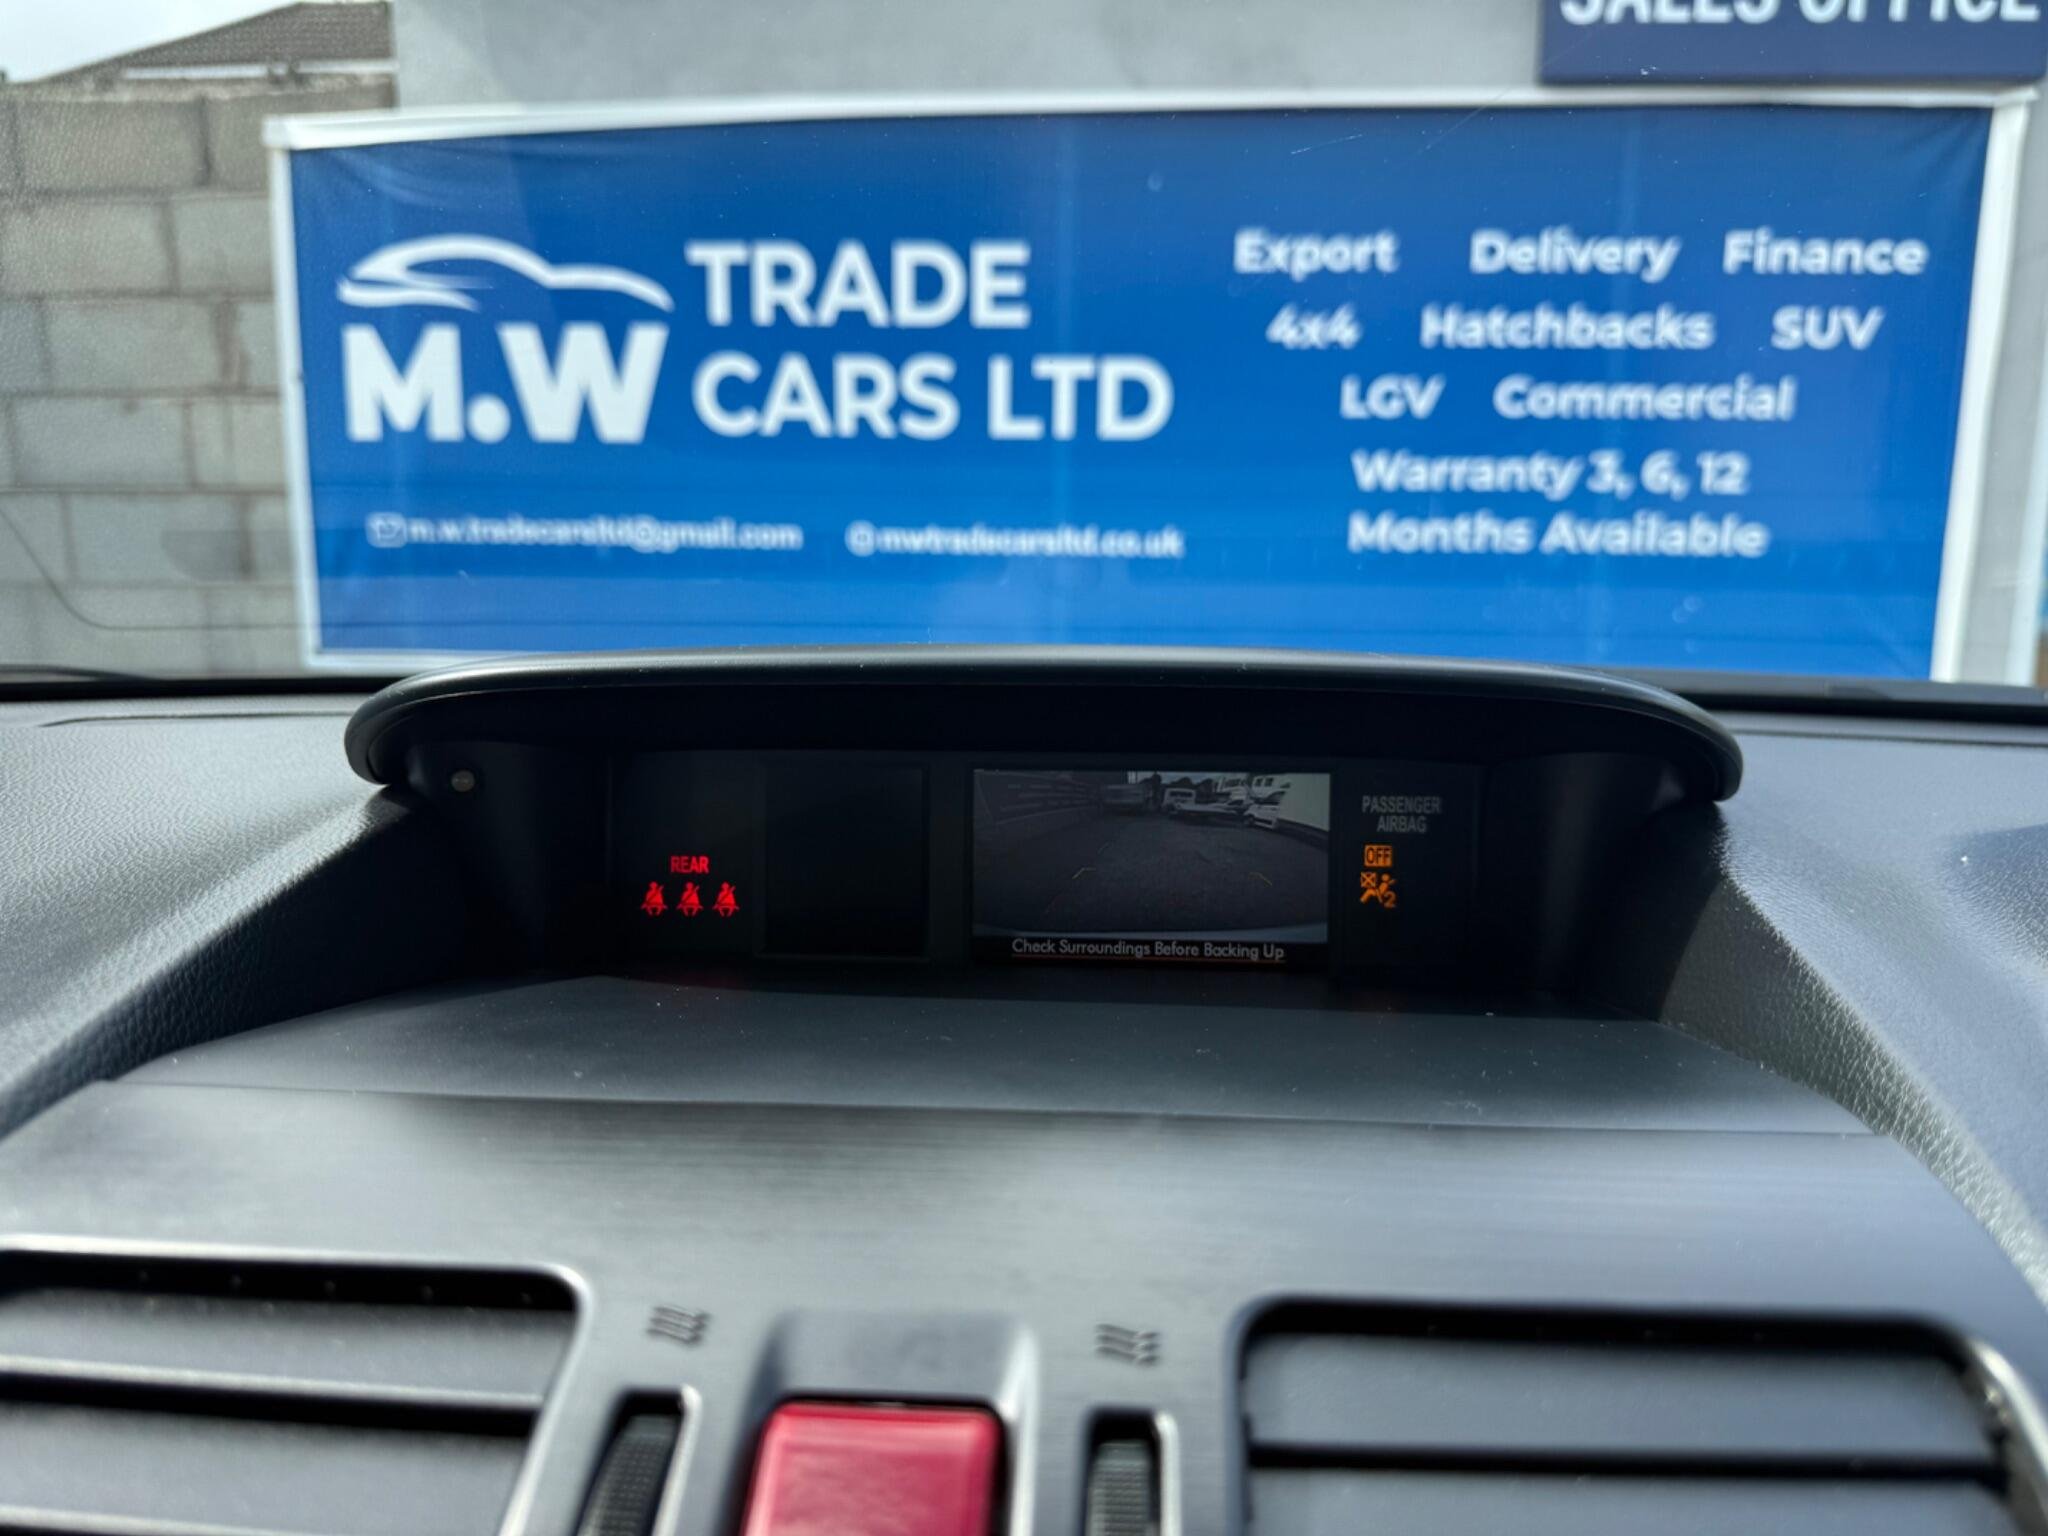 SALES OFFICE
M.W TRADE
CARS LTD
m.w.tradecarsltd@gmail.com mwtradecarsltd.co.uk
Export Delivery Finance
4x4 Hatchbacks SUV
LGV Commercial
Warranty 3, 6, 12
Months Available
REAR
Check Surroundings Before Backing Up
PASSENGER
AIRBAG
OFF
2